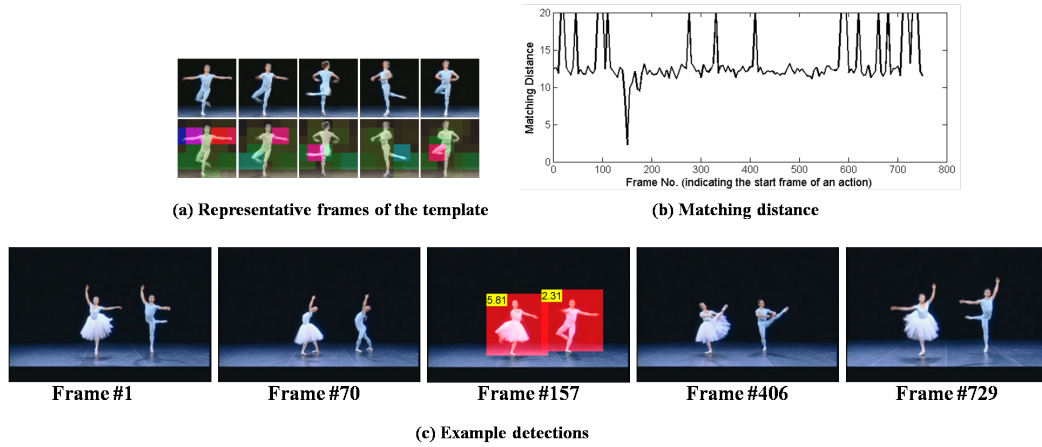 20
15
10
5
0
Matching Distance
0 100 200 300 400 500 600 700 800
Frame No. (indicating the start frame of an action)
(a) Representative frames of the template
(b) Matching distance
5.81
2.31
Frame #1
Frame #70
Frame #157
Frame #406
Frame #729
(c) Example detections